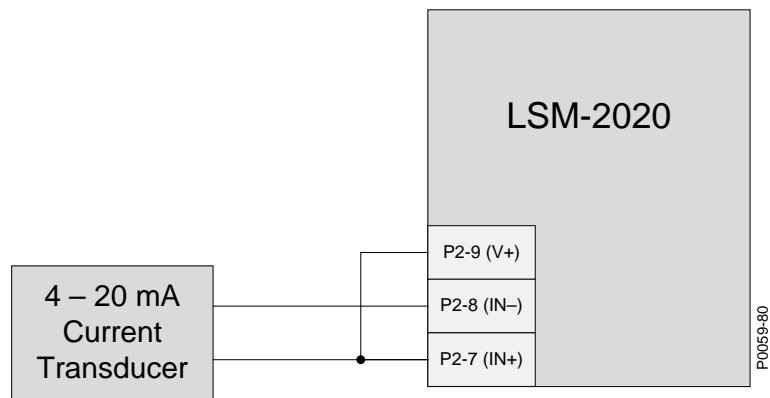 LSM-2020
P2-9 (V+)
P2-8 (IN–)
P2-7 (IN+)
4 – 20 mA
Current
Transducer
P0059-80